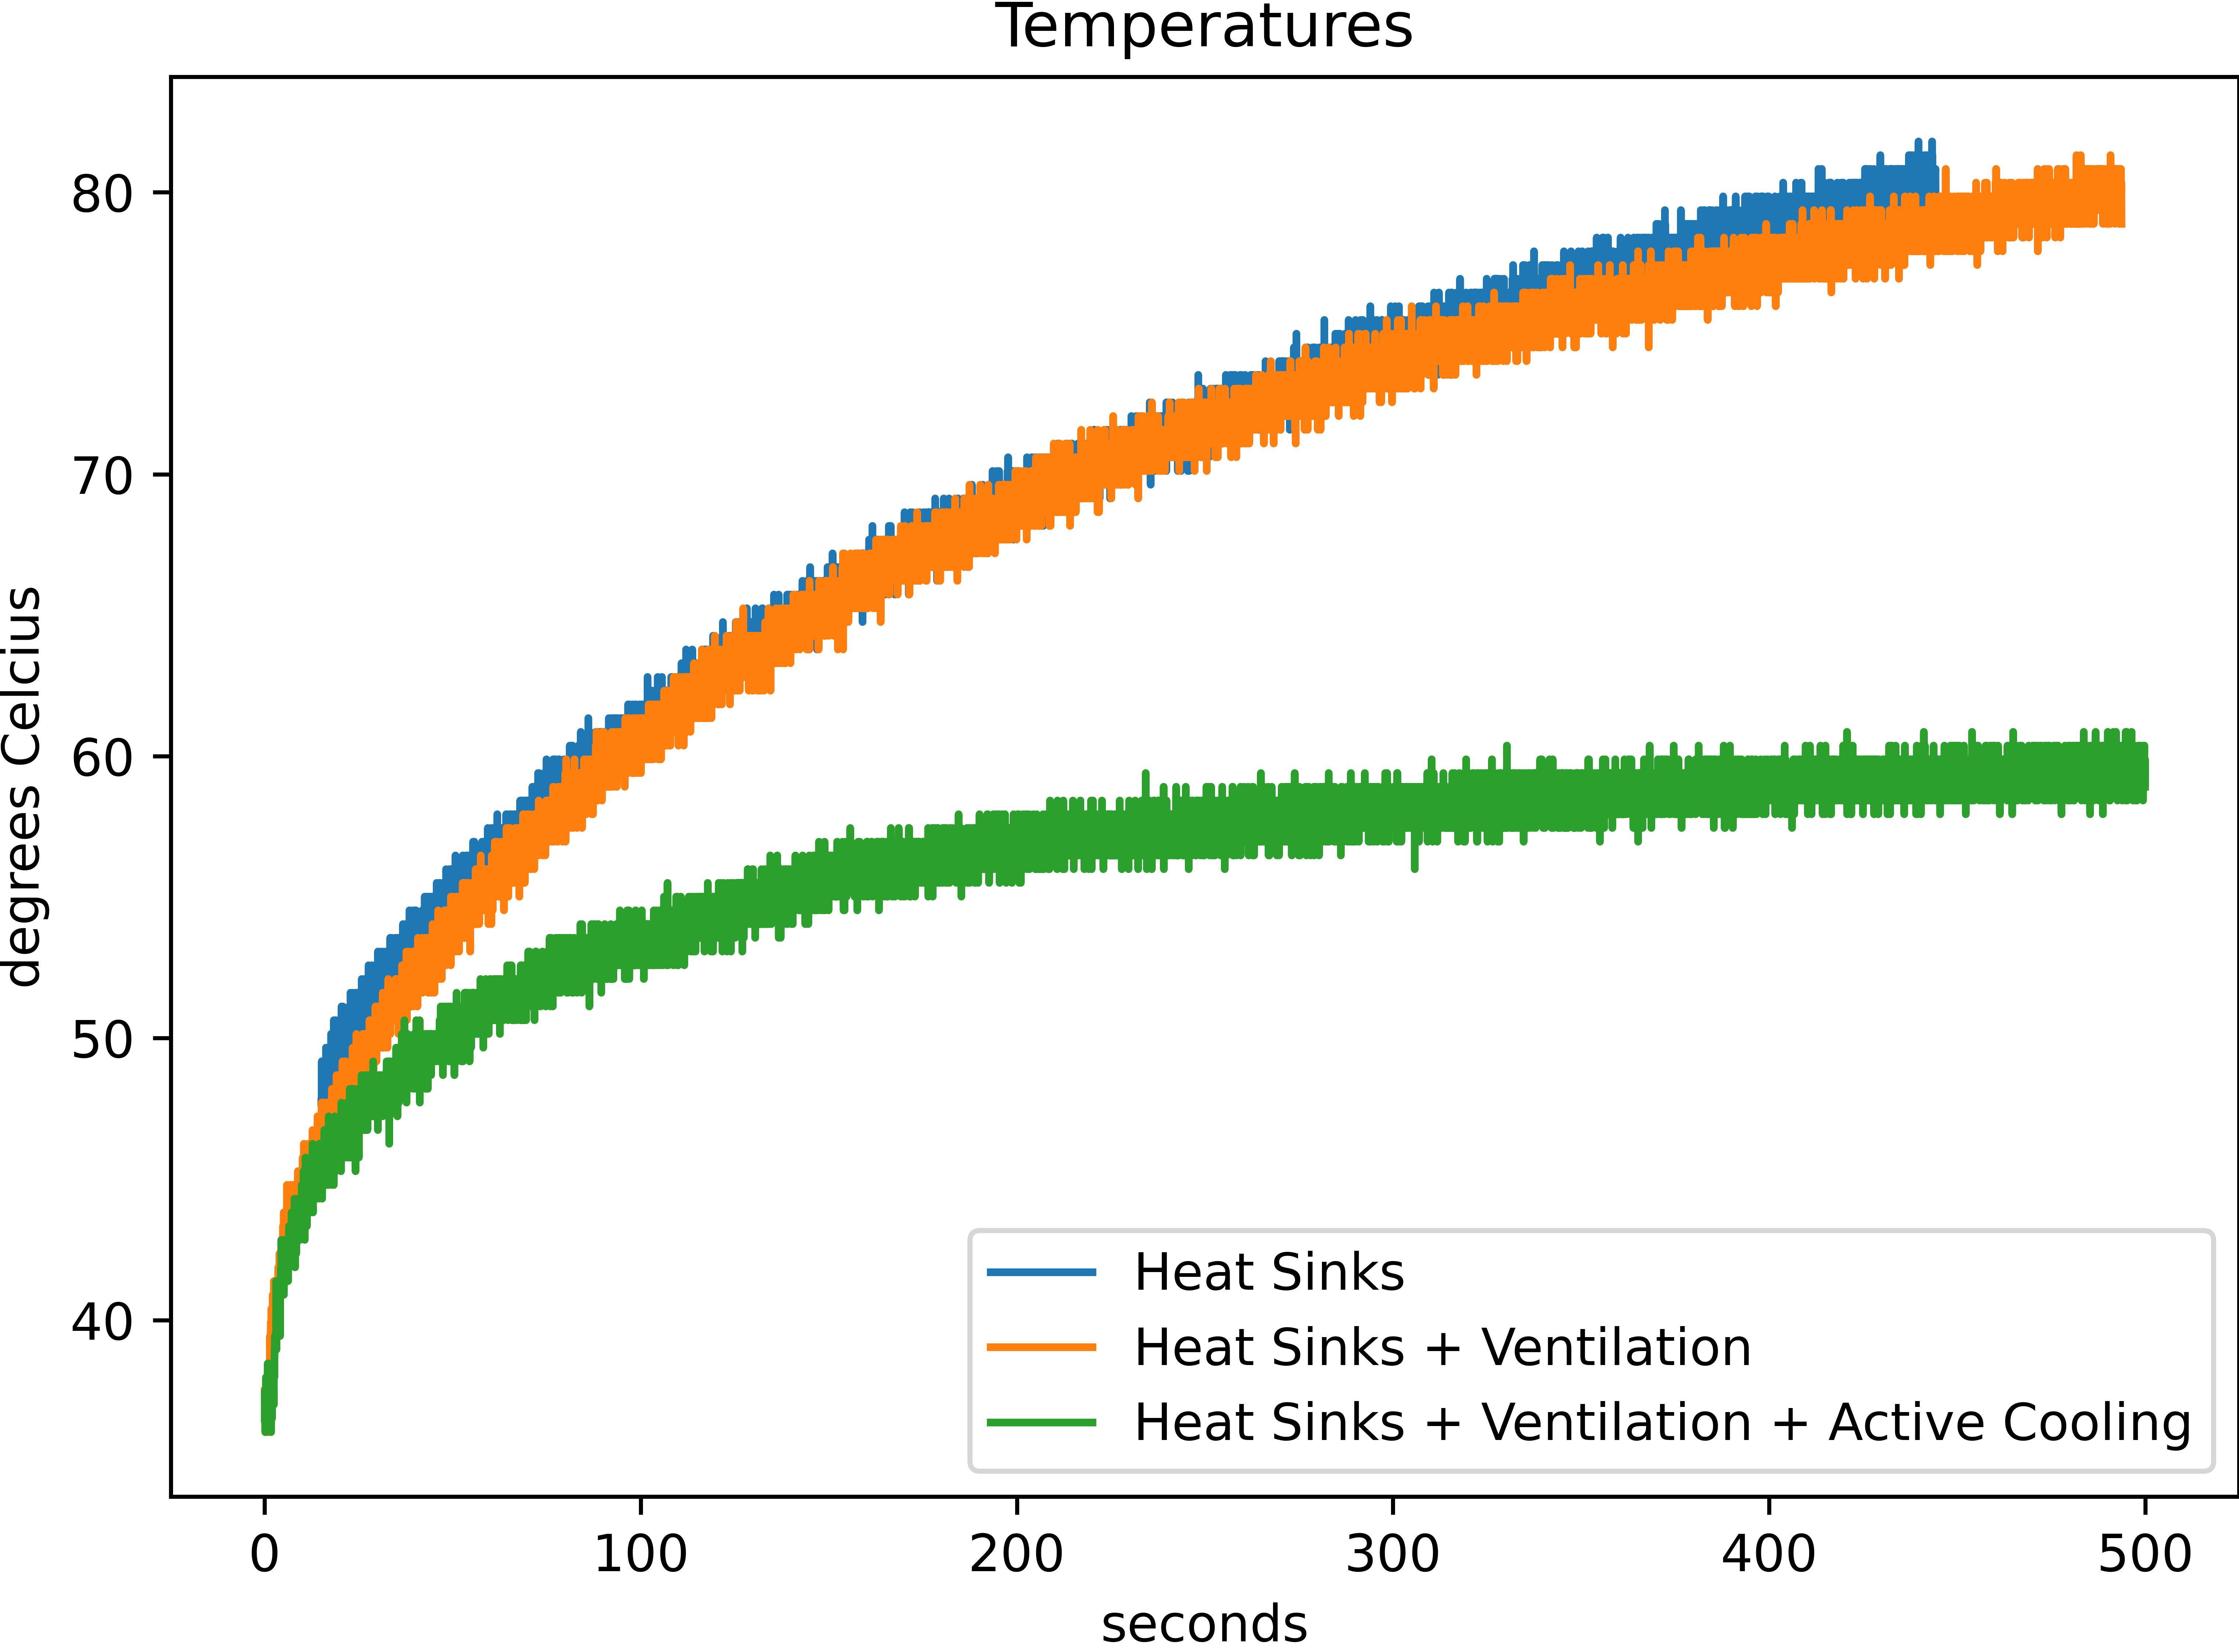 Temperatures
degrees Celcius
80
70
60
50
40
Heat Sinks
Heat Sinks + Ventilation
Heat Sinks + Ventilation + Active Cooling
0 100 200 300 400 500
seconds